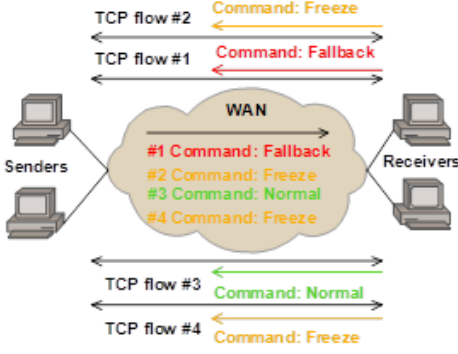 Command: Freeze
TCP flow #2
Command: Fallback
TCP flow #1
WAN
#1 Command: Fallback
#2 Command: Freeze
#3 Command: Normal
#4 Command: Freeze
Senders
Receivers
TCP flow #3
Command: Normal
TCP flow #4
Command: Freeze